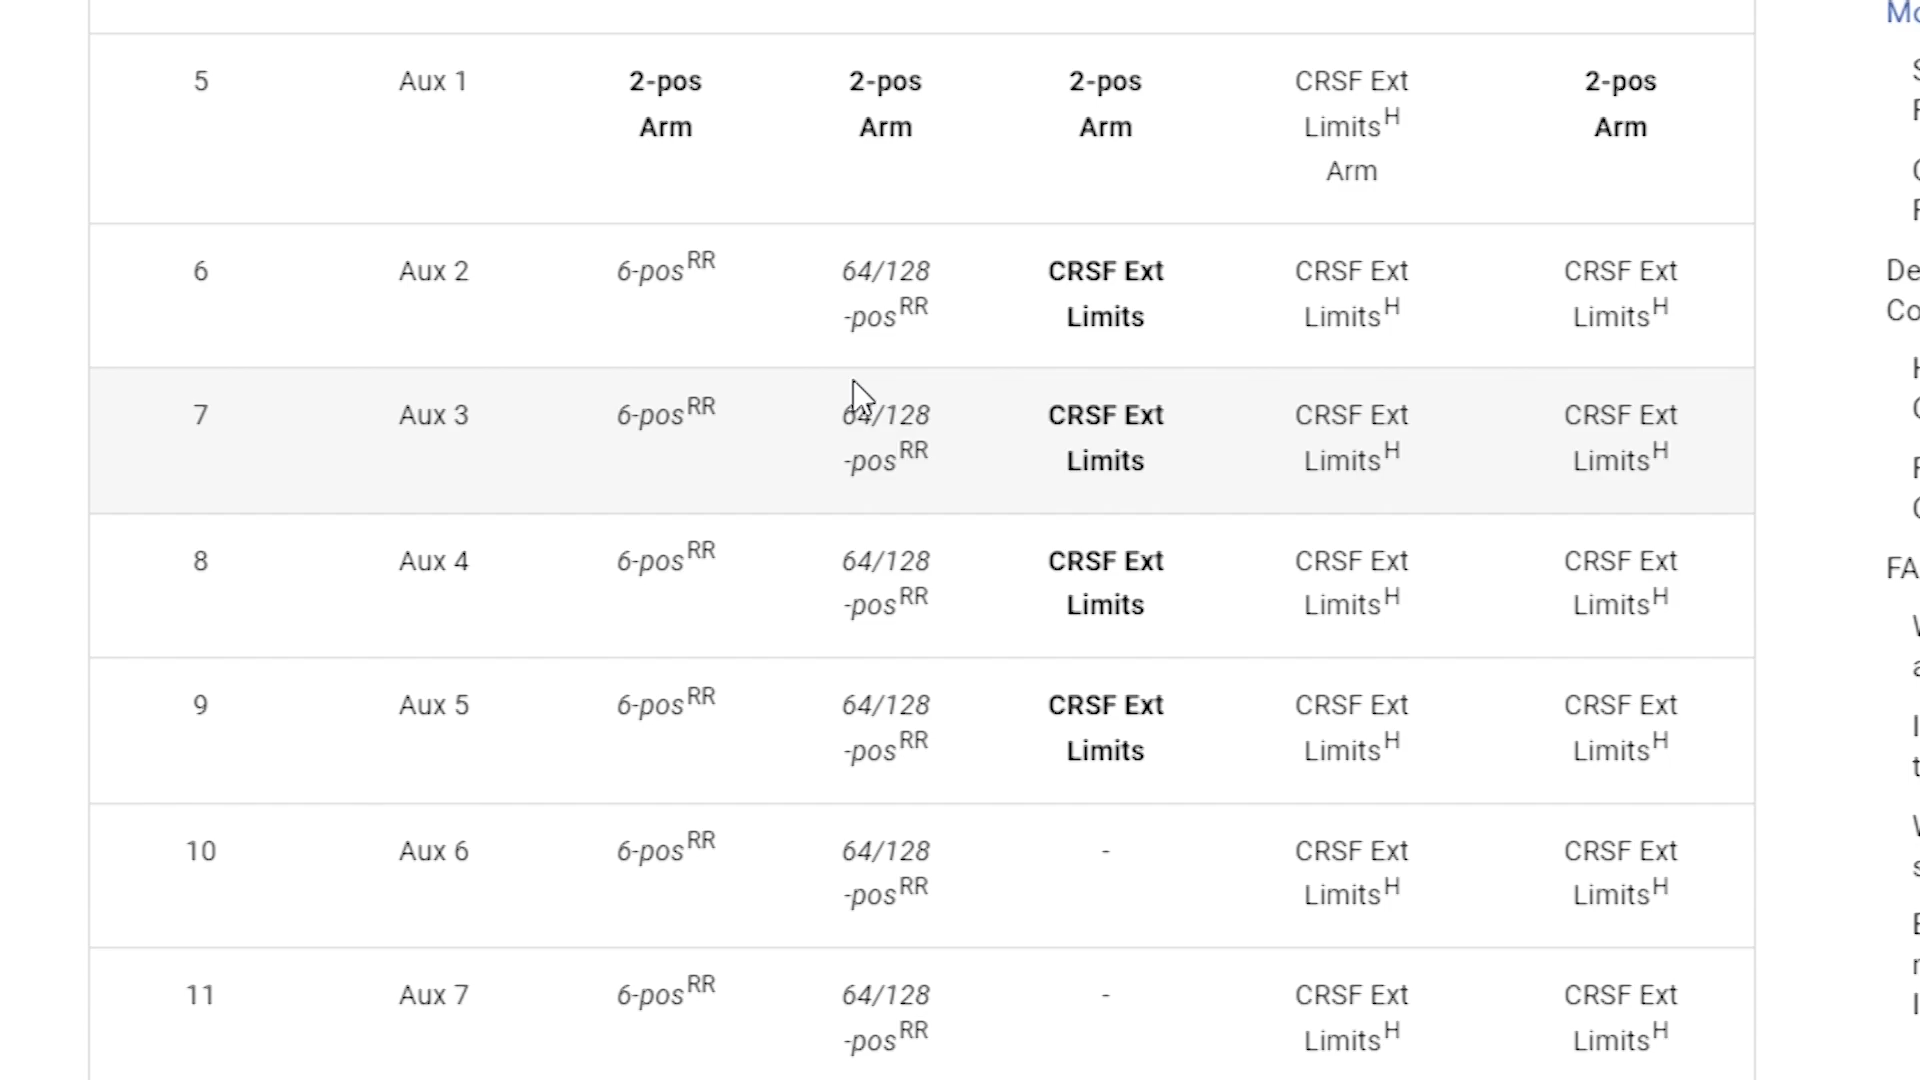 5 Aux 1 2-pos 2-pos 2-pos CRSF Ext 2-pos
Arm Arm Arm Limits^H Arm
Arm
6 Aux 2 6-pos^RR 64/128 CRSF Ext CRSF Ext CRSF Ext
-pos^RR Limits Limits^H Limits^H
7 Aux 3 6-pos^RR 64/128 CRSF Ext CRSF Ext CRSF Ext
-pos^RR Limits Limits^H Limits^H
8 Aux 4 6-pos^RR 64/128 CRSF Ext CRSF Ext CRSF Ext
-pos^RR Limits Limits^H Limits^H
9 Aux 5 6-pos^RR 64/128 CRSF Ext CRSF Ext CRSF Ext
-pos^RR Limits Limits^H Limits^H
10 Aux 6 6-pos^RR 64/128 - CRSF Ext CRSF Ext
-pos^RR Limits^H Limits^H
11 Aux 7 6-pos^RR 64/128 - CRSF Ext CRSF Ext
-pos^RR Limits^H Limits^H